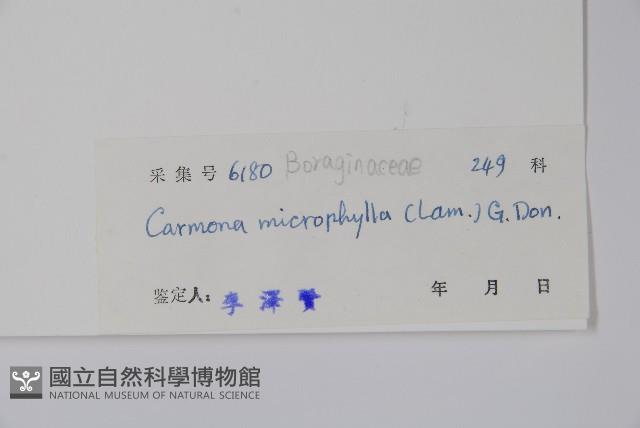 采集号 6180 Boraginaceae 249 科
Carmona microphylla (Lam.) G. Don.
鉴定人: 李澤賢
年 月 日
國立自然科學博物館
NATIONAL MUSEUM OF NATURAL SCIENCE